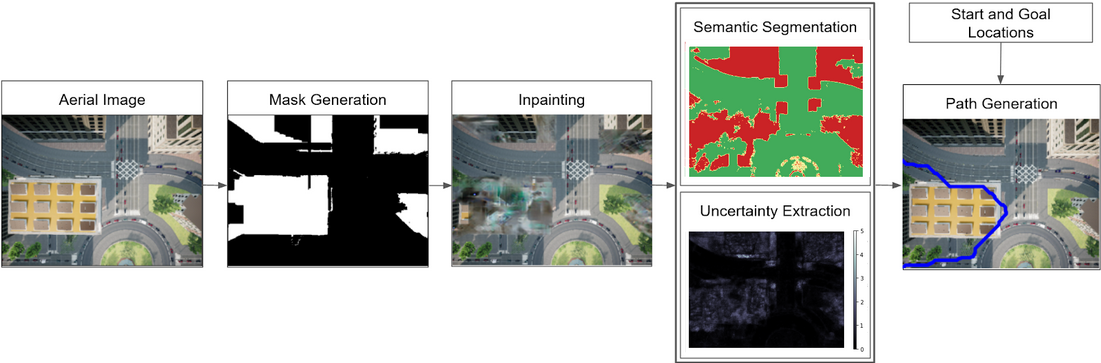 Aerial Image
Mask Generation
Inpainting
Semantic Segmentation
Uncertainty Extraction
5
4
3
2
1
0
Start and Goal
Locations
Path Generation